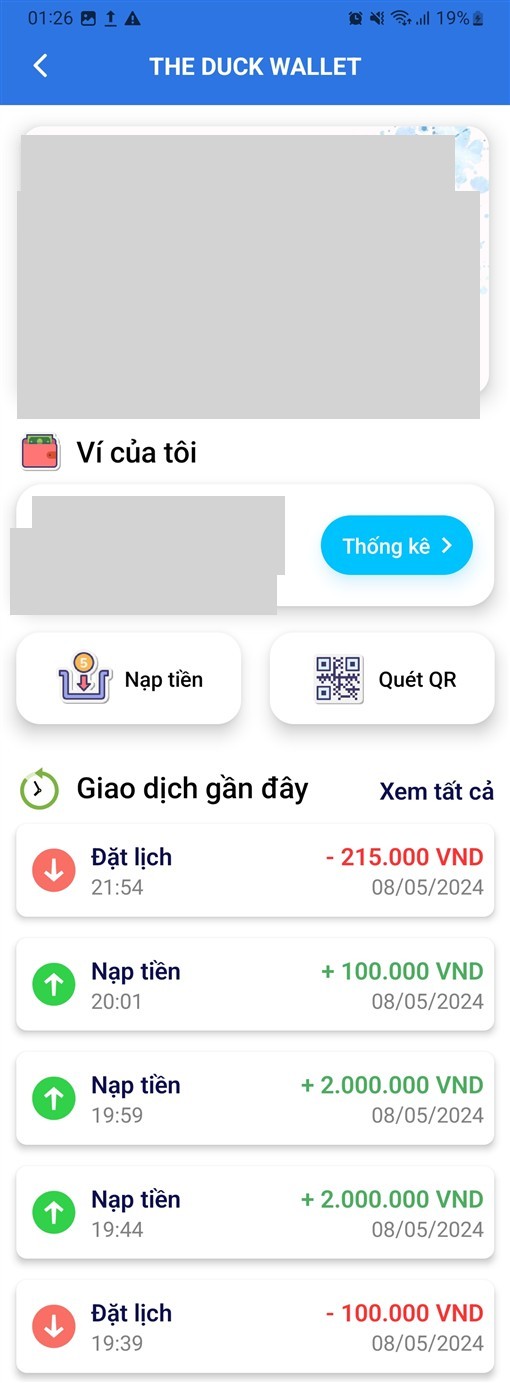 01:26 19%
THE DUCK WALLET
Ví của tôi
Thống kê
5
Nạp tiền
Quét QR
Giao dịch gần đây Xem tất cả
Đặt lịch - 215.000 VND
21:54 08/05/2024
Nạp tiền + 100.000 VND
20:01 08/05/2024
Nạp tiền + 2.000.000 VND
19:59 08/05/2024
Nạp tiền + 2.000.000 VND
19:44 08/05/2024
Đặt lịch - 100.000 VND
19:39 08/05/2024